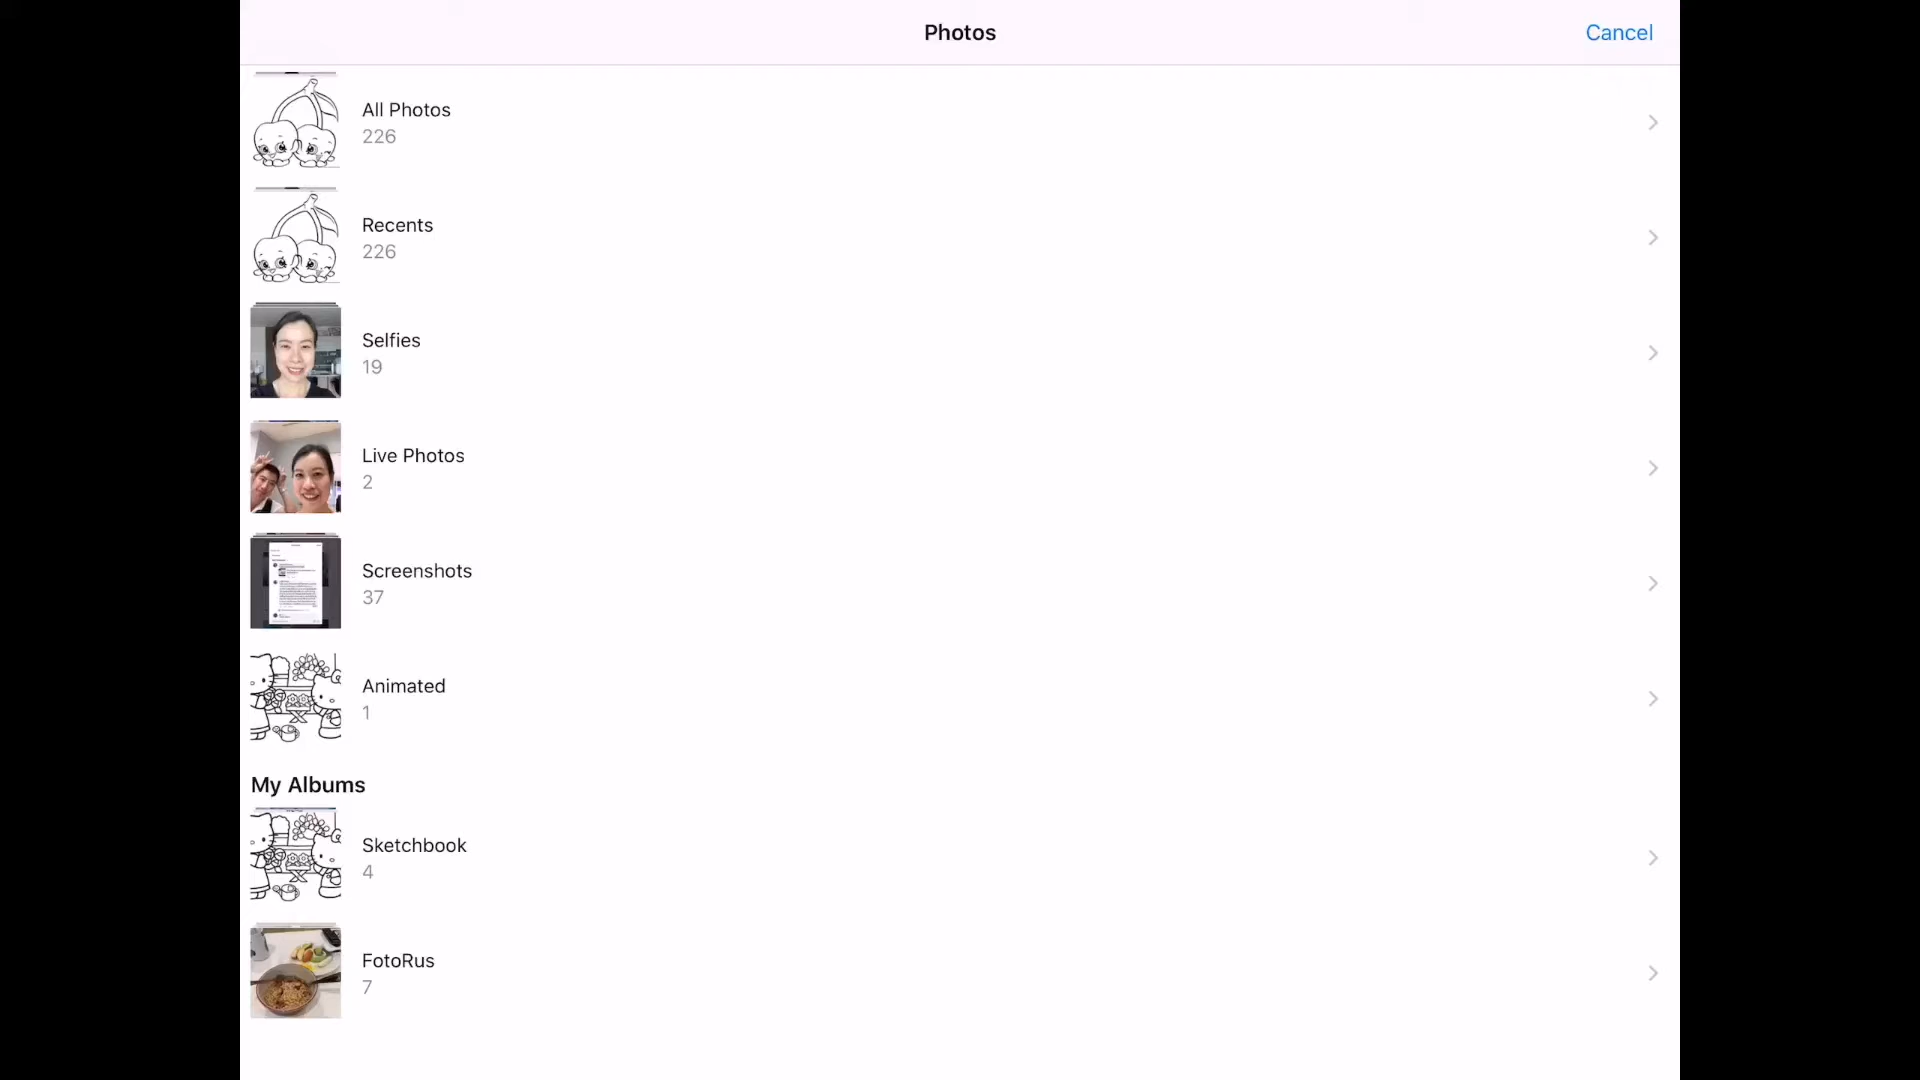 Photos
Cancel
All Photos
226
Recents
226
Selfies
19
Live Photos
2
Screenshots
37
Animated
1
My Albums
Sketchbook
4
FotoRus
7